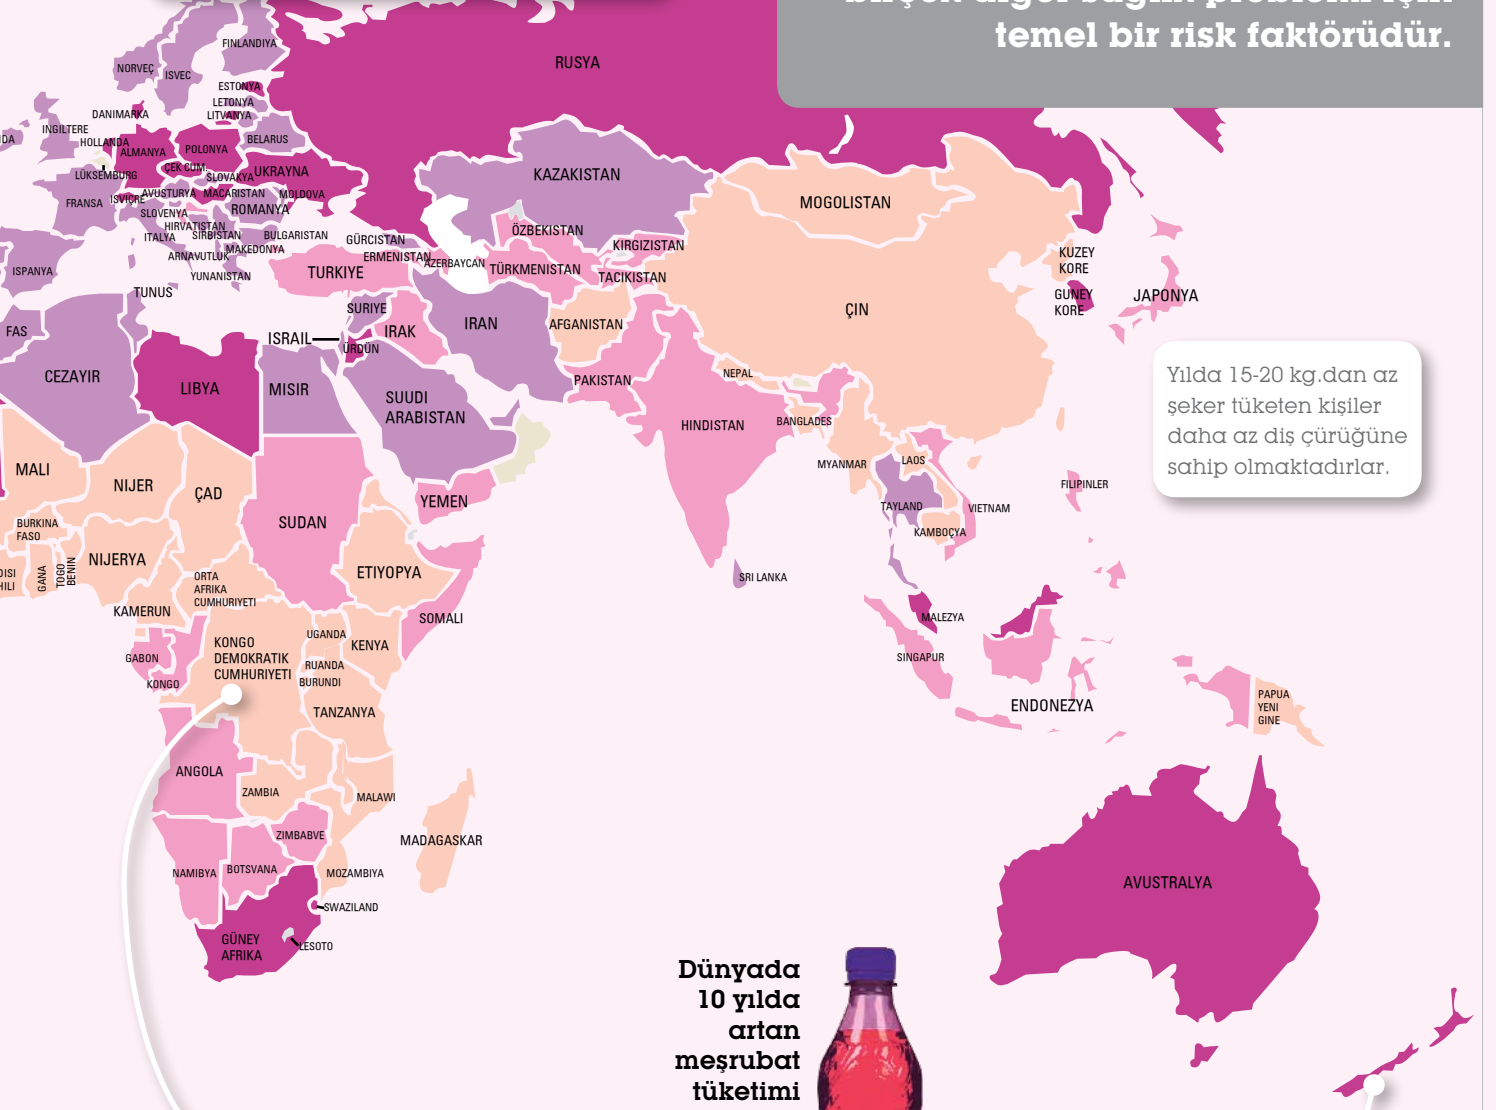 temel bir risk faktörüdür.
RUSYA
FINLANDIYA
NORVEÇ
ISVEC
ESTONYA
LETONYA
LITVANYA
DANIMARKA
INGILTERE
HOLLANDA
ALMANYA
POLONYA
BELARUS
LÜKSEMBURG
ÇEK CUM.
SLOVAKYA
UKRAYNA
FRANSA
ISVIÇRE
AVUSTURYA
MACARISTAN
MOLDOVA
SLOVENYA
ROMANYA
HIRVATISTAN
ITALYA
SIRBISTAN
BULGARISTAN
ARNAVUTLUK
MAKEDONYA
YUNANISTAN
ISPANYA
TUNUS
GÜRCISTAN
ERMENISTAN
AZERBAYCAN
TURKIYE
KAZAKISTAN
ÖZBEKISTAN
KIRGIZISTAN
TÜRKMENISTAN
TACIKISTAN
MOGOLISTAN
KUZEY
KORE
GUNEY
KORE
JAPONYA
ÇIN
FAS
CEZAYIR
LIBYA
MISIR
ISRAIL
SURIYE
ÜRDÜN
IRAK
IRAN
AFGANISTAN
PAKISTAN
NEPAL
SUUDI
ARABISTAN
HINDISTAN
BANGLADES
MYANMAR
LAOS
TAYLAND
VIETNAM
KAMBOÇYA
FILIPINLER
Yılda 15-20 kg.dan az
şeker tüketen kişiler
daha az diş çürüğüne
sahip olmaktadırlar.
MALI
NIJER
ÇAD
SUDAN
YEMEN
BURKINA
FASO
GANA
TOGO
BENIN
NIJERYA
ETIYOPYA
ORTA
AFRIKA
CUMHURIYETI
KAMERUN
SOMALI
SRI LANKA
MALEZYA
SINGAPUR
ENDONEZYA
PAPUA
YENI
GINE
GABON
KONGO
KONGO
DEMOKRATIK
CUMHURIYETI
UGANDA
KENYA
RUANDA
BURUNDI
TANZANYA
ANGOLA
ZAMBIA
MALAWI
ZIMBABVE
MADAGASKAR
NAMIBYA
BOTSVANA
MOZAMBIYA
SWAZILAND
GÜNEY
AFRIKA
LESOTO
AVUSTRALYA
Dünyada
10 yılda
artan
meşrubat
tüketimi